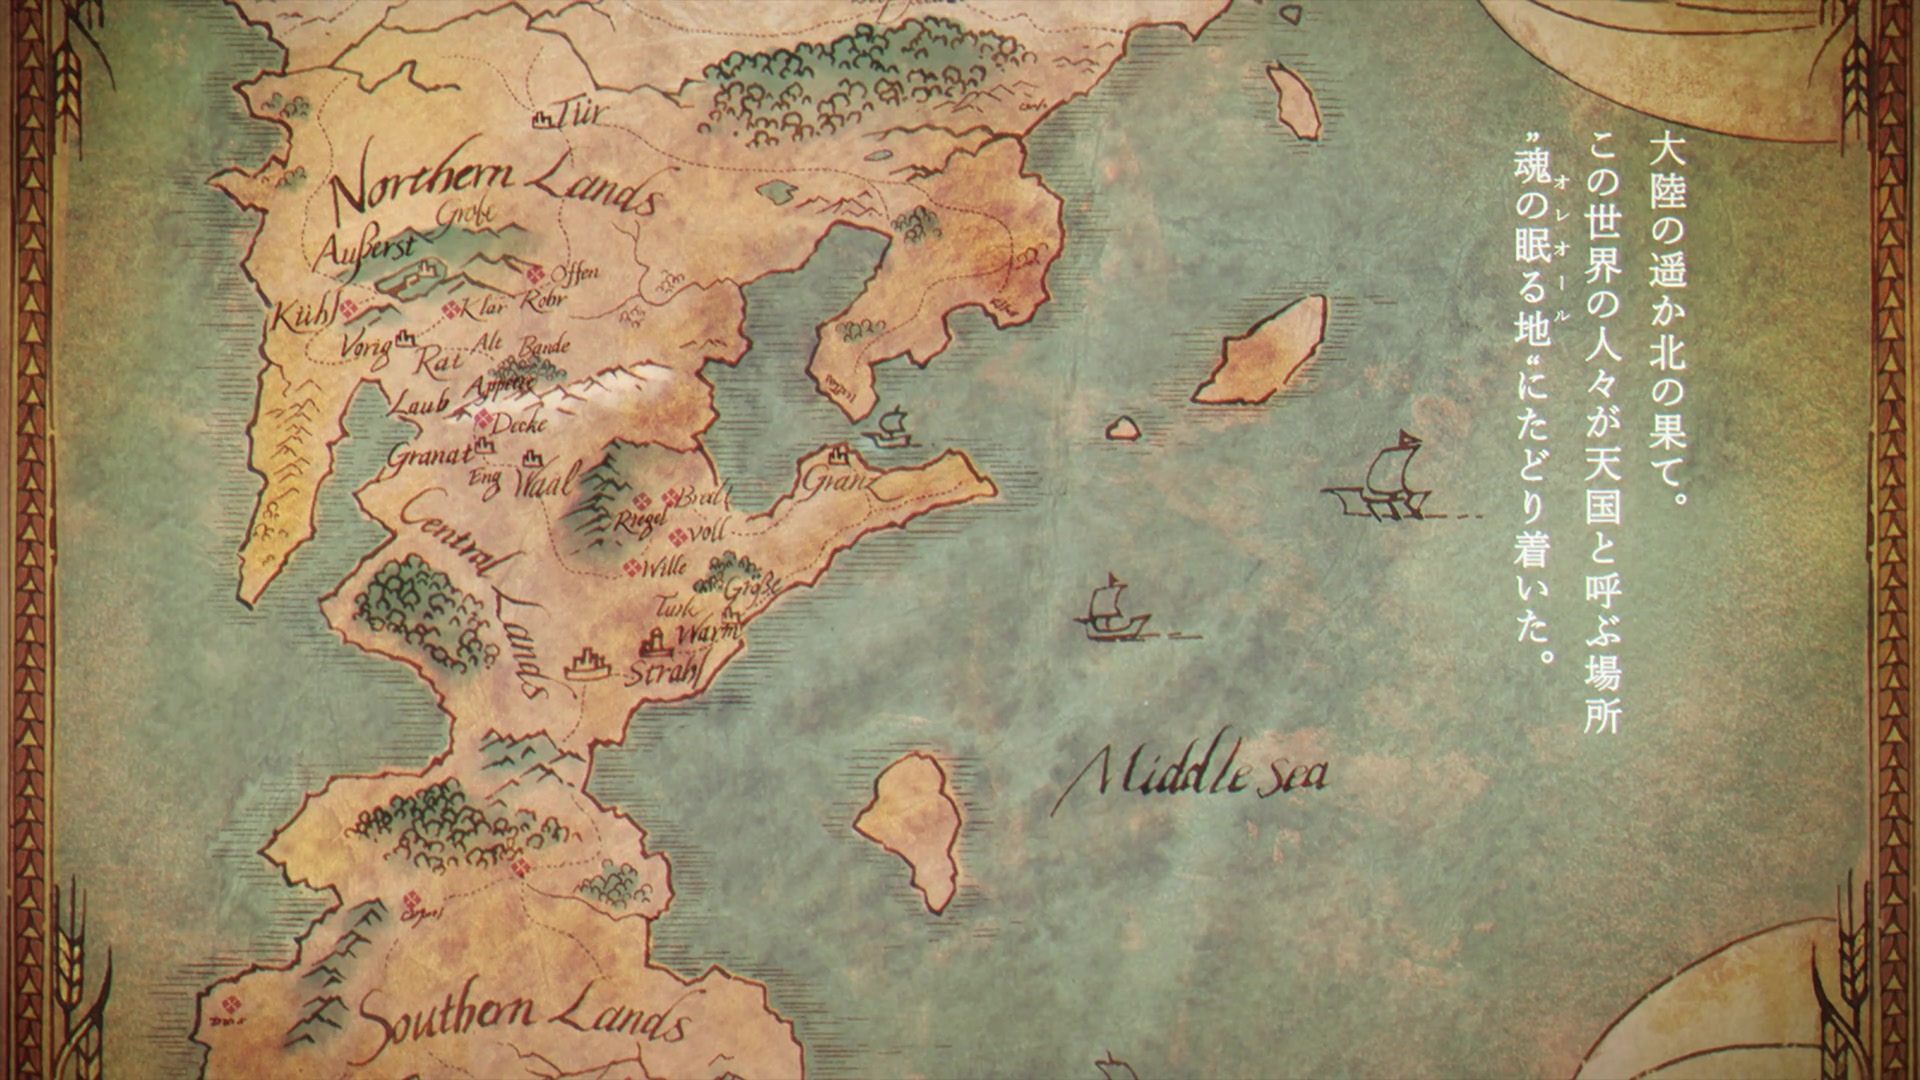 大陸の遥か北の果て。
この世界の人々が天国と呼ぶ場所
”魂の眠る地“にたどり着いた。
オレオール
Tür
Northern Lands
Grobe
Außerst
Offen
Kühl
Klar
Rohr
Vorig
Rat
Alt
Bande
Appetit
Laub
Decke
Granat
Eng
Waal
Granz
Riegel
Voll
Central Lands
Wille
Große
Turk
Warm
Strahl
Middle Sea
Southern Lands